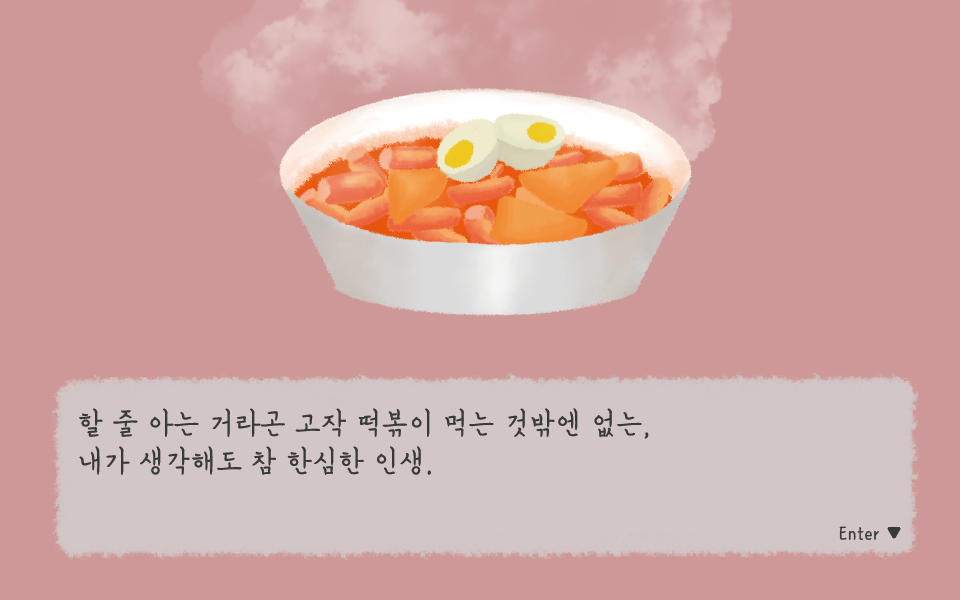 할 줄 아는 거라곤 고작 떡볶이 먹는 것밖엔 없는,
내가 생각해도 참 한심한 인생.
Enter ▼